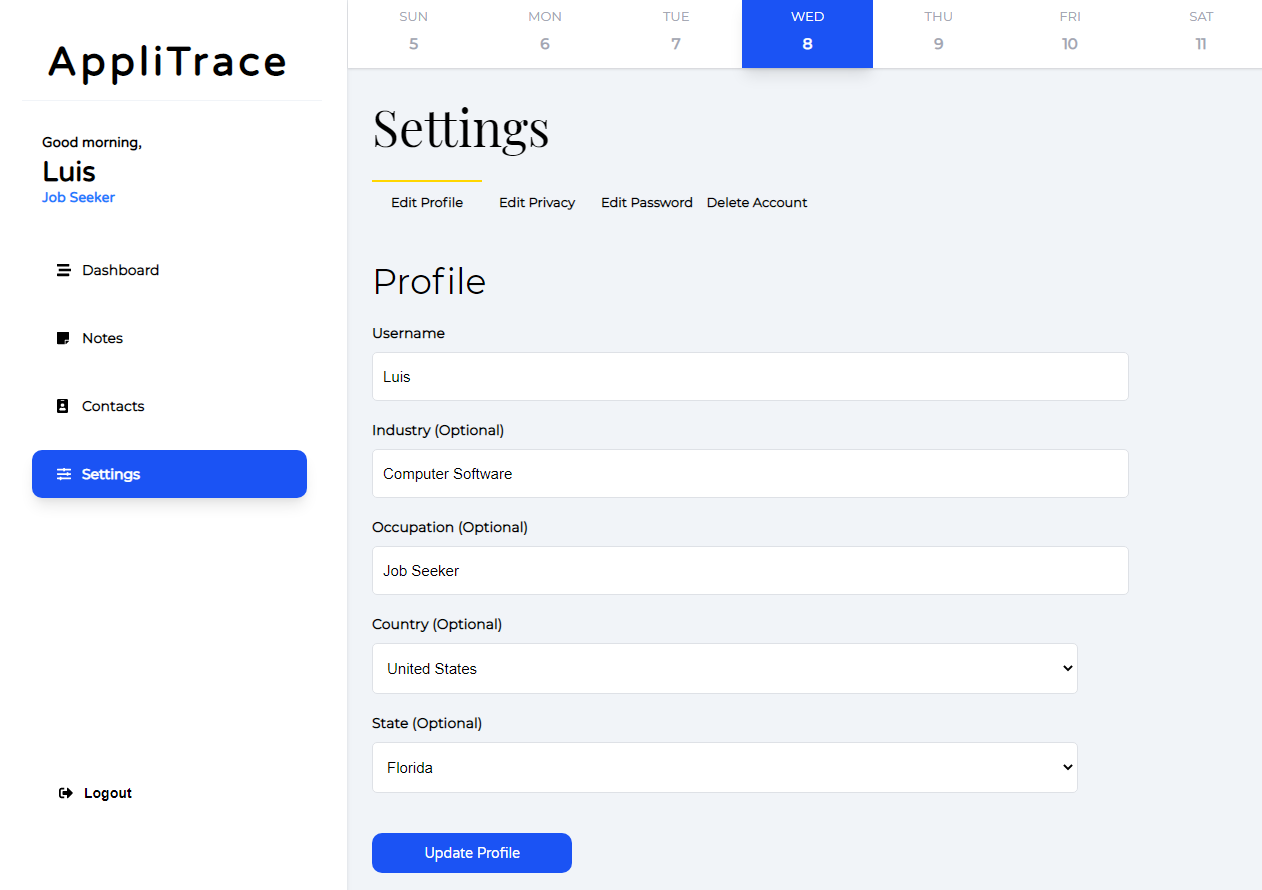 AppliTrace
Good morning,
Luis
Job Seeker
Dashboard
Notes
Contacts
Settings
Logout
SUN MON TUE WED THU FRI SAT
5 6 7 8 9 10 11
Settings
Edit Profile Edit Privacy Edit Password Delete Account
Profile
Username
Luis
Industry (Optional)
Computer Software
Occupation (Optional)
Job Seeker
Country (Optional)
United States
State (Optional)
Florida
Update Profile